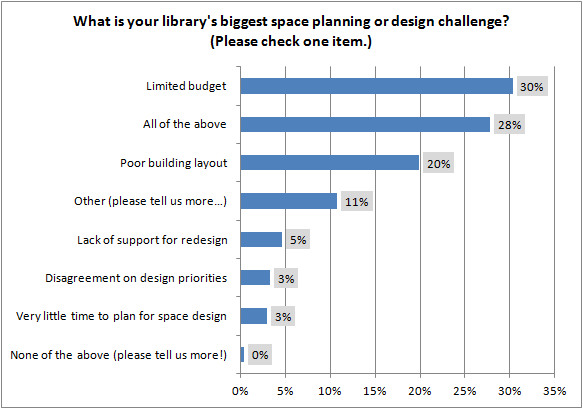 What is your library's biggest space planning or design challenge?
(Please check one item.)
Limited budget 30%
All of the above 28%
Poor building layout 20%
Other (please tell us more...) 11%
Lack of support for redesign 5%
Disagreement on design priorities 3%
Very little time to plan for space design 3%
None of the above (please tell us more!) 0%
0% 5% 10% 15% 20% 25% 30% 35%